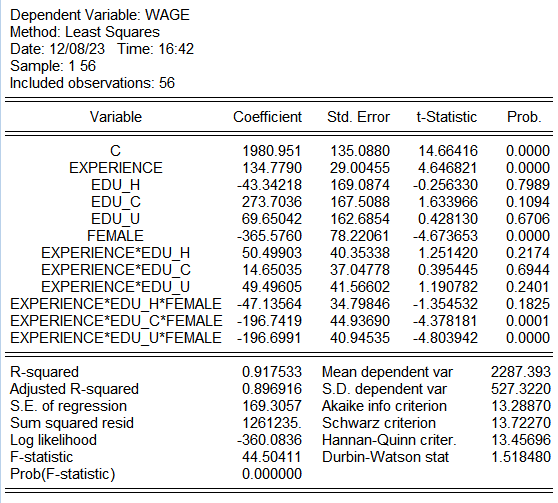 Dependent Variable: WAGE
Method: Least Squares
Date: 12/08/23 Time: 16:42
Sample: 1 56
Included observations: 56
Variable Coefficient Std. Error t-Statistic Prob.
C 1980.951 135.0880 14.66416 0.0000
EXPERIENCE 134.7790 29.00455 4.646821 0.0000
EDU_H -43.34218 169.0874 -0.256330 0.7989
EDU_C 273.7036 167.5088 1.633966 0.1094
EDU_U 69.65042 162.6854 0.428130 0.6706
FEMALE -365.5760 78.22061 -4.673653 0.0000
EXPERIENCE*EDU_H 50.49903 40.35338 1.251420 0.2174
EXPERIENCE*EDU_C 14.65035 37.04778 0.395445 0.6944
EXPERIENCE*EDU_U 49.49605 41.56602 1.190782 0.2401
EXPERIENCE*EDU_H*FEMALE -47.13564 34.79846 -1.354532 0.1825
EXPERIENCE*EDU_C*FEMALE -196.7419 44.93690 -4.378181 0.0001
EXPERIENCE*EDU_U*FEMALE -196.6991 40.94535 -4.803942 0.0000
R-squared 0.917533 Mean dependent var 2287.393
Adjusted R-squared 0.896916 S.D. dependent var 527.3220
S.E. of regression 169.3057 Akaike info criterion 13.28870
Sum squared resid 1261235. Schwarz criterion 13.72270
Log likelihood -360.0836 Hannan-Quinn criter. 13.45696
F-statistic 44.50411 Durbin-Watson stat 1.518480
Prob(F-statistic) 0.000000